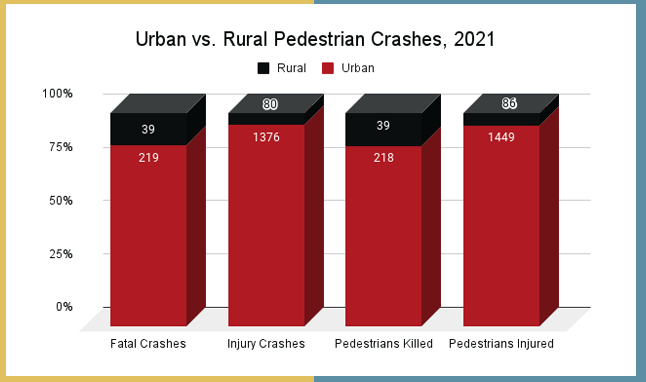 Urban vs. Rural Pedestrian Crashes, 2021
Rural Urban
100%
75%
50%
25%
0%
39 80 39 86
219 1376 218 1449
Fatal Crashes Injury Crashes Pedestrians Killed Pedestrians Injured